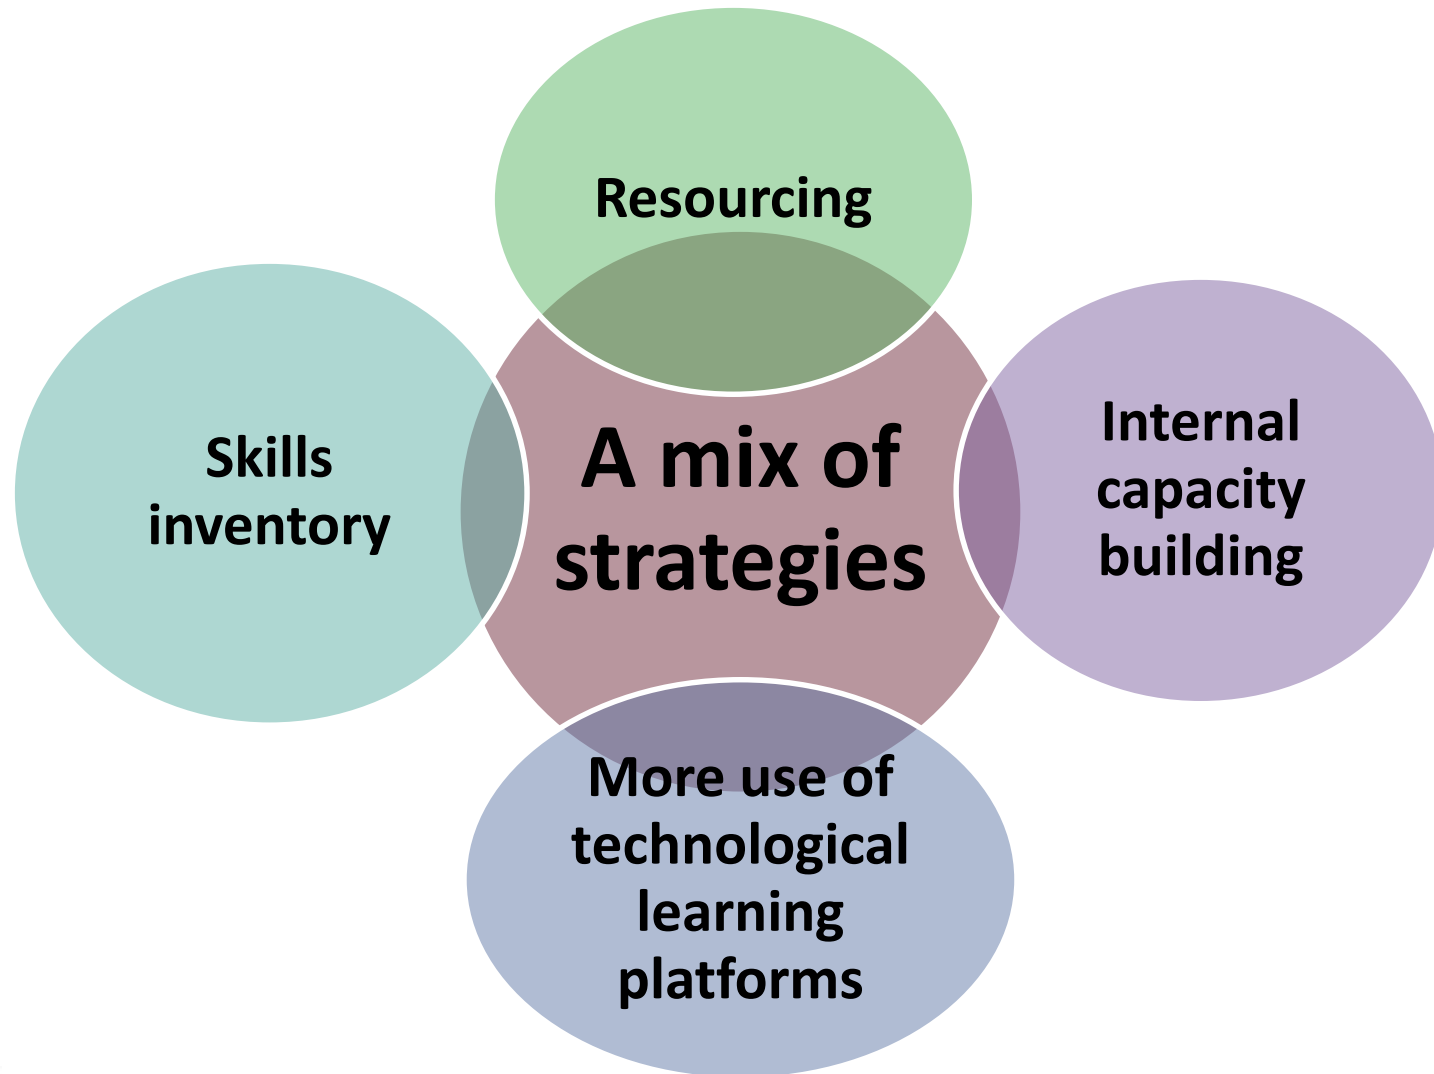 Resourcing
Skills
inventory
A mix of
strategies
Internal
capacity
building
More use of
technological
learning
platforms